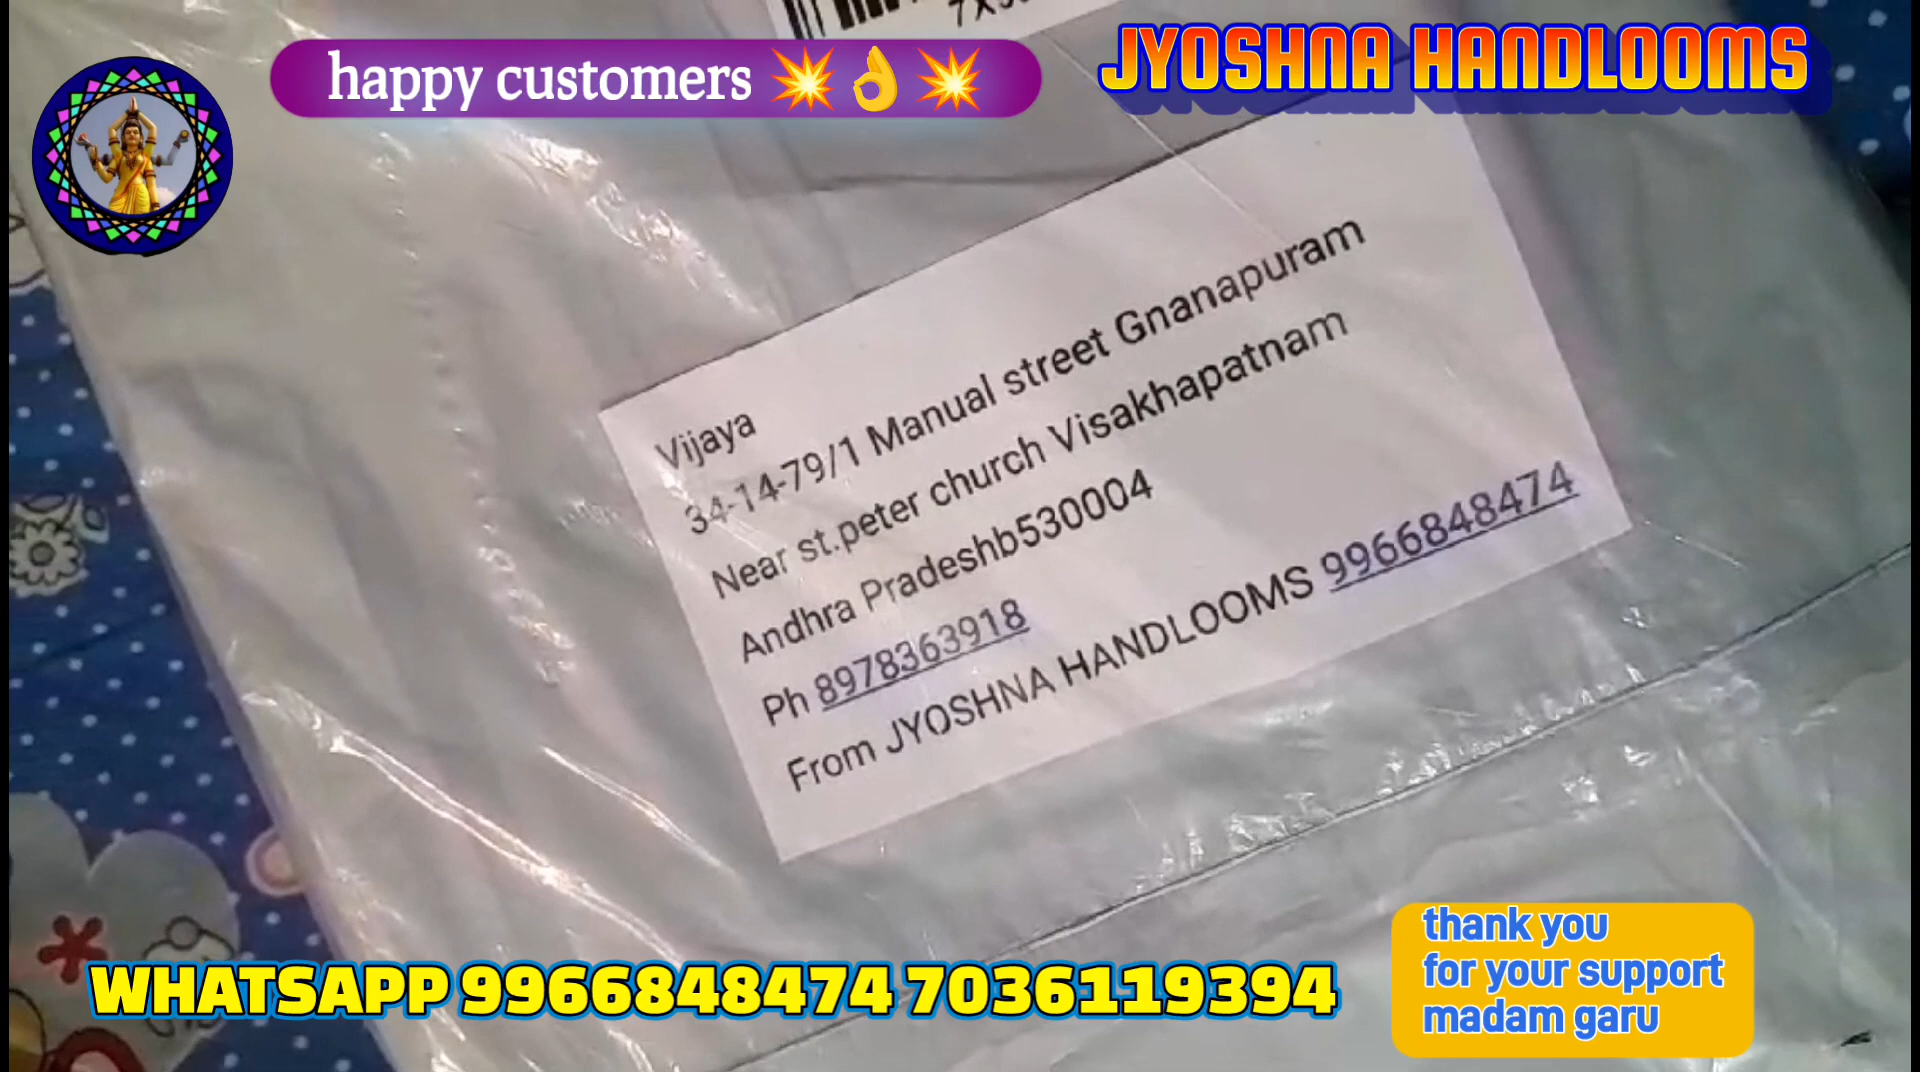 happy customers 💥👌💥
JYOSHNA HANDLOOMS
Vijaya
34-14-79/1 Manual street Gnanapuram
Near st.peter church Visakhapatnam
Andhra Pradeshb530004
Ph 8978363918
From JYOSHNA HANDLOOMS 9966848474
WHATSAPP 9966848474 7036119394
thank you
for your support
madam garu